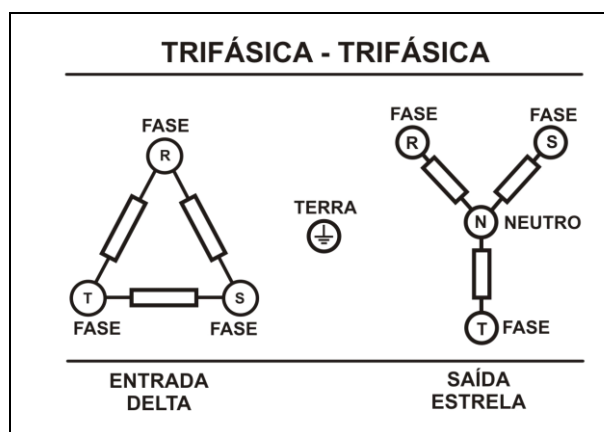 TRIFÁSICA - TRIFÁSICA
FASE
R
T
FASE
S
FASE
TERRA
FASE
R
FASE
S
N NEUTRO
T FASE
ENTRADA
DELTA
SAÍDA
ESTRELA